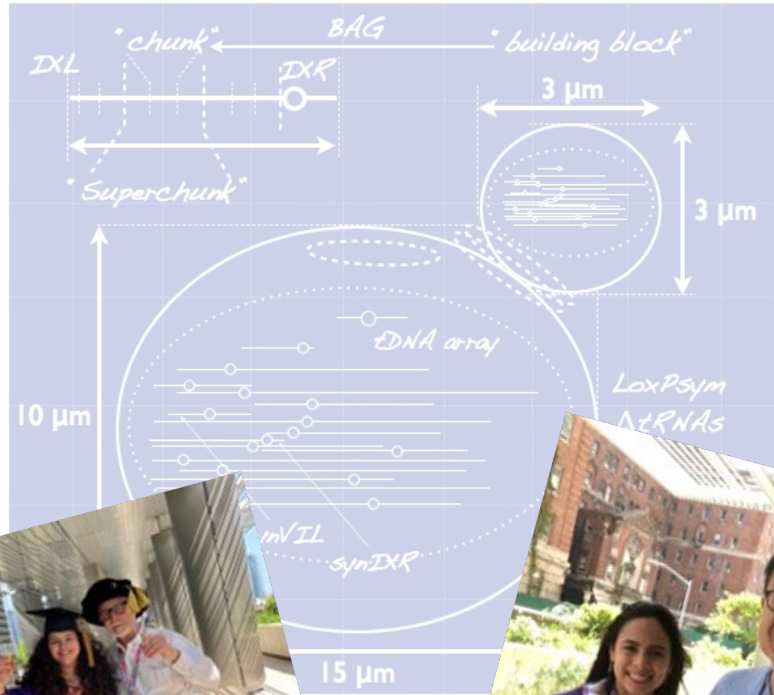 BAG
"chunk"
"building block"
IXL
IXR
3 μm
"Superchunk"
3 μm
tDNA array
LoxPsym
ΔtRNAs
10 μm
synIXR
15 μm